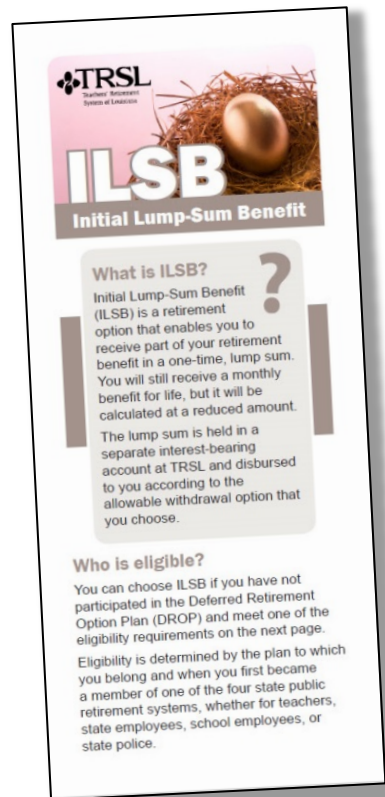 TRSL
Teachers' Retirement
System of Louisiana
ILSB
Initial Lump-Sum Benefit
What is ILSB?
?
Initial Lump-Sum Benefit
(ILSB) is a retirement
option that enables you to
receive part of your retirement
benefit in a one-time, lump sum.
You will still receive a monthly
benefit for life, but it will be
calculated at a reduced amount.
The lump sum is held in a
separate interest-bearing
account at TRSL and disbursed
to you according to the
allowable withdrawal option that
you choose.
Who is eligible?
You can choose ILSB if you have not
participated in the Deferred Retirement
Option Plan (DROP) and meet one of the
eligibility requirements on the next page.
Eligibility is determined by the plan to which
you belong and when you first became
a member of one of the four state public
retirement systems, whether for teachers,
state employees, school employees, or
state police.